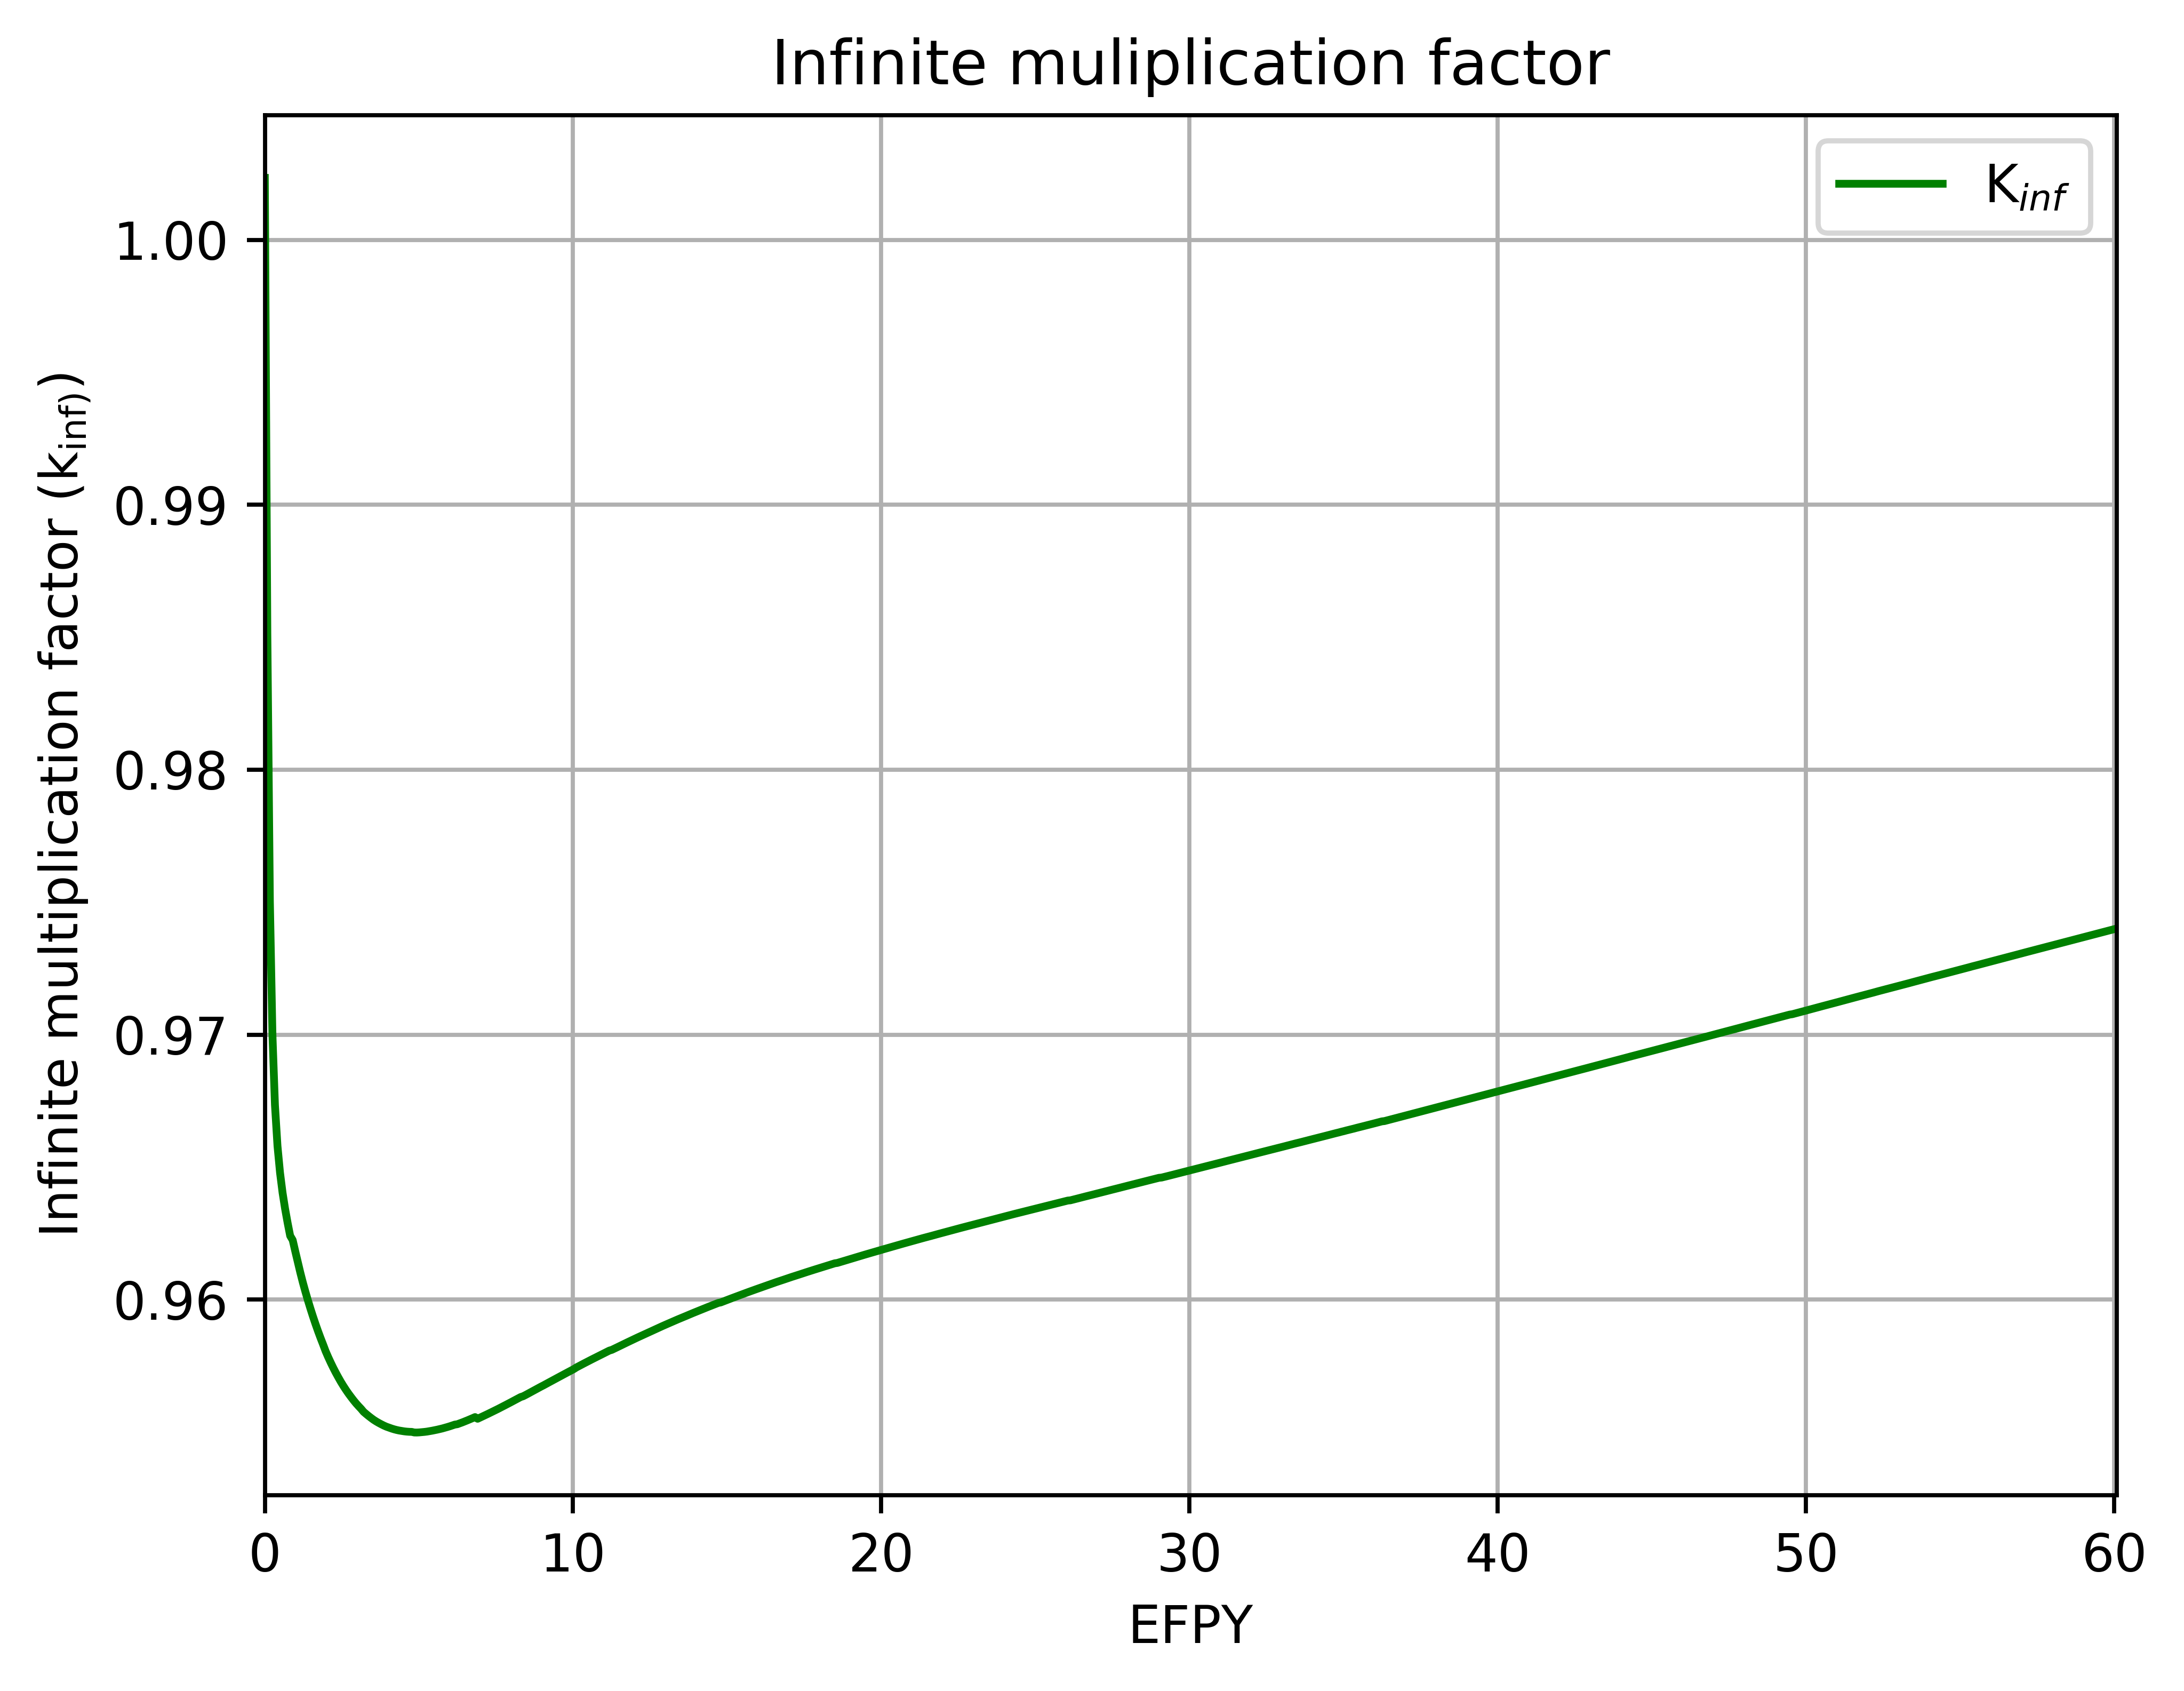 Infinite muliplication factor
K_inf
Infinite multiplication factor (k_inf))
1.00
0.99
0.98
0.97
0.96
0 10 20 30 40 50 60
EFPY